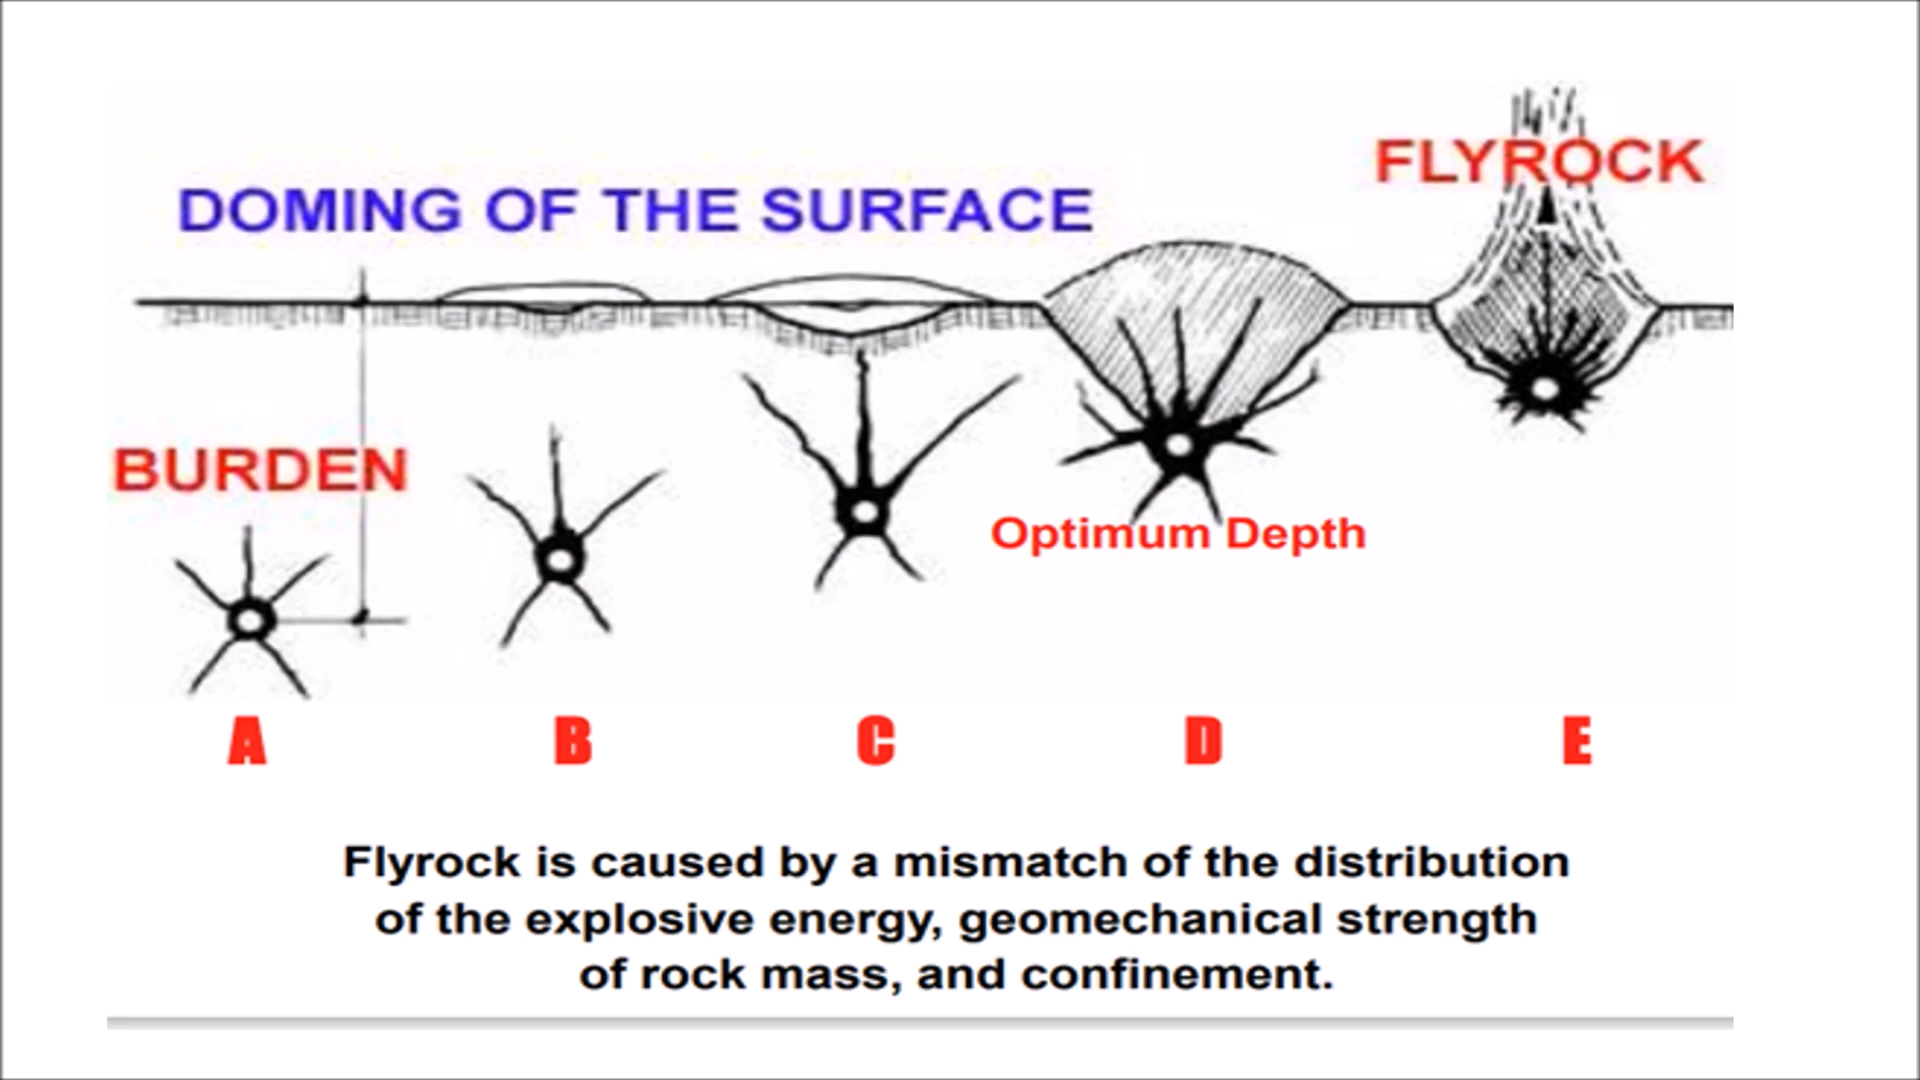 FLYROCK
DOMING OF THE SURFACE
BURDEN
Optimum Depth
A B C D E
Flyrock is caused by a mismatch of the distribution
of the explosive energy, geomechanical strength
of rock mass, and confinement.